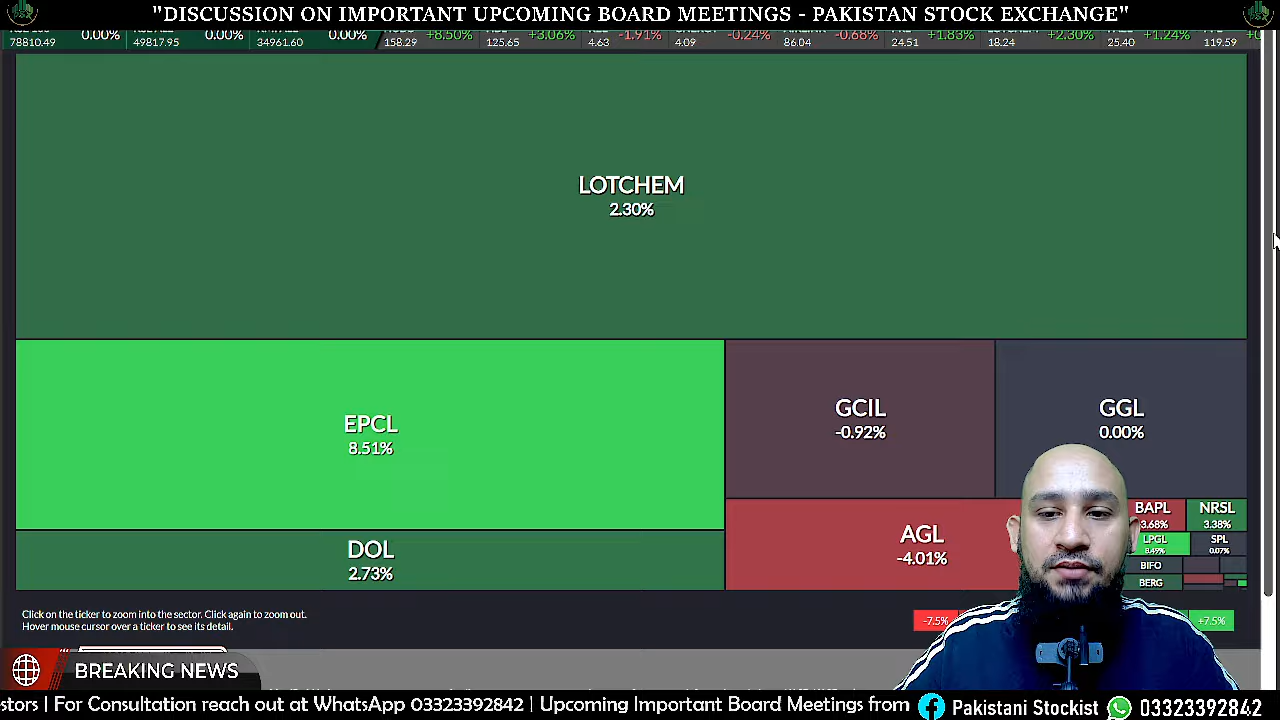 "DISCUSSION ON IMPORTANT UPCOMING BOARD MEETINGS - PAKISTAN STOCK EXCHANGE"
78810.49 0.00% 49817.95 0.00% 34961.60 0.00% 158.29 +8.50% 125.65 +3.06% 4.63 -1.91% 4.09 -0.24% 86.04 -0.68% 24.51 +1.83% 18.24 +2.30% 25.40 +1.24% 119.59
LOTCHEM
2.30%
EPCL
8.51%
GCIL
-0.92%
GGL
0.00%
DOL
2.73%
AGL
-4.01%
BAPL
3.68%
NRSL
3.38%
LPGL
8.49%
SPL
0.07%
BIFO
BERG
Click on the ticker to zoom into the sector. Click again to zoom out.
Hover mouse cursor over a ticker to see its detail.
-7.5%
+7.5%
BREAKING NEWS
stors | For Consultation reach out at WhatsApp 03323392842 | Upcoming Important Board Meetings from
Pakistani Stockist 03323392842